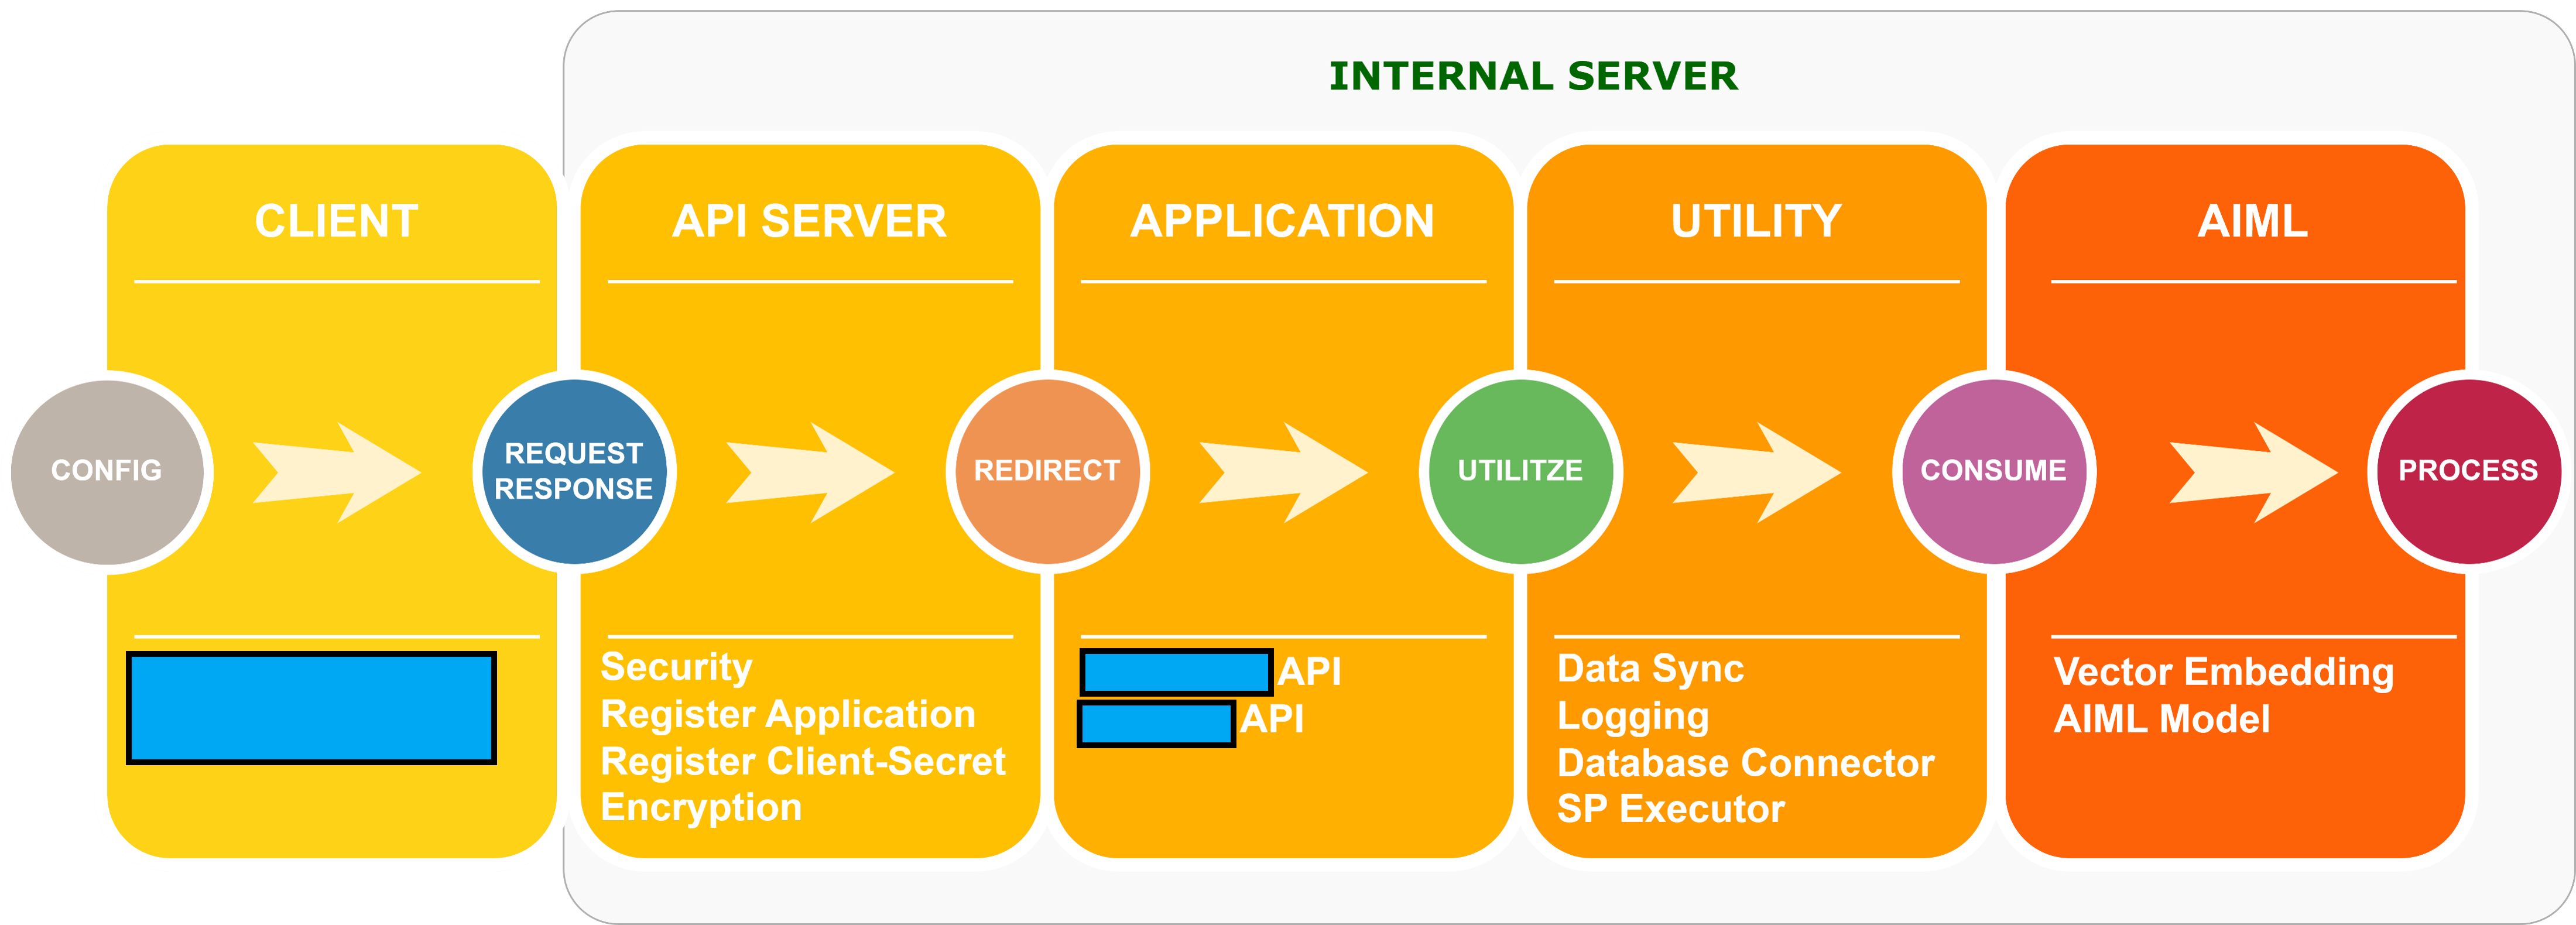 INTERNAL SERVER
CLIENT
API SERVER
APPLICATION
UTILITY
AIML
CONFIG
REQUEST
RESPONSE
REDIRECT
UTILITZE
CONSUME
PROCESS
Security
Register Application
Register Client-Secret
Encryption
API
API
Data Sync
Logging
Database Connector
SP Executor
Vector Embedding
AIML Model